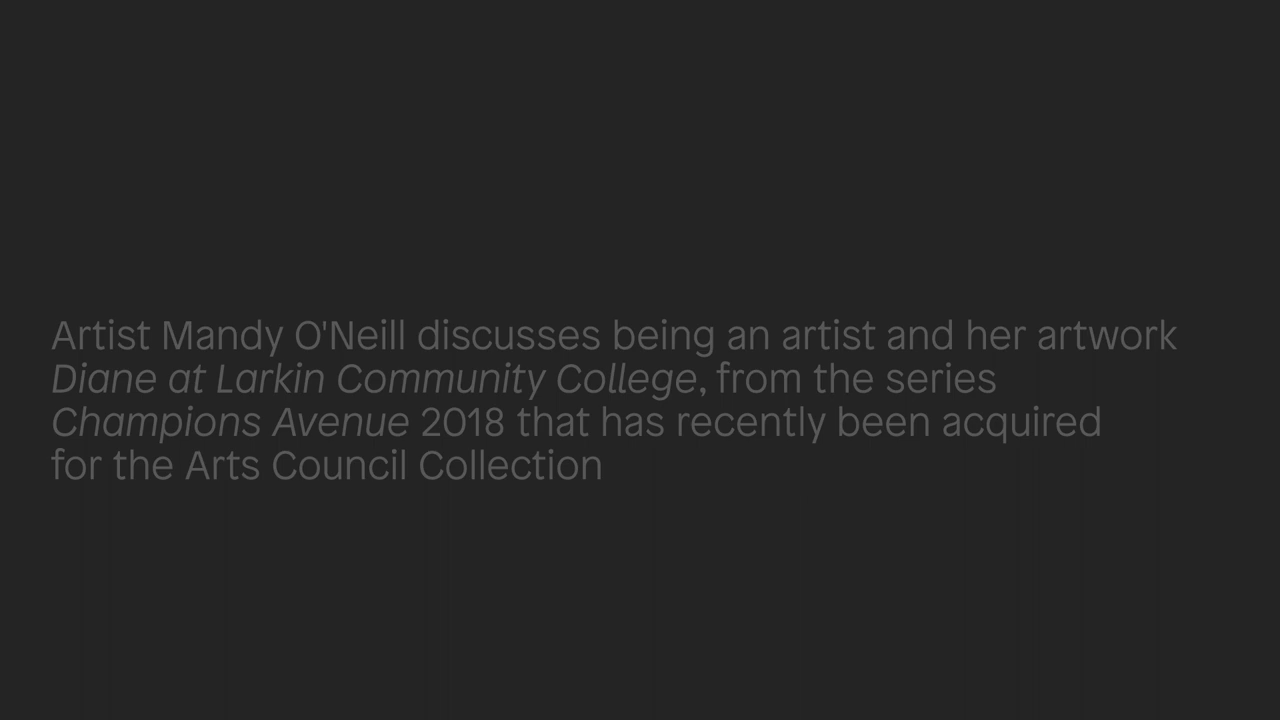 Artist Mandy O'Neill discusses being an artist and her artwork
Diane at Larkin Community College, from the series
Champions Avenue 2018 that has recently been acquired
for the Arts Council Collection